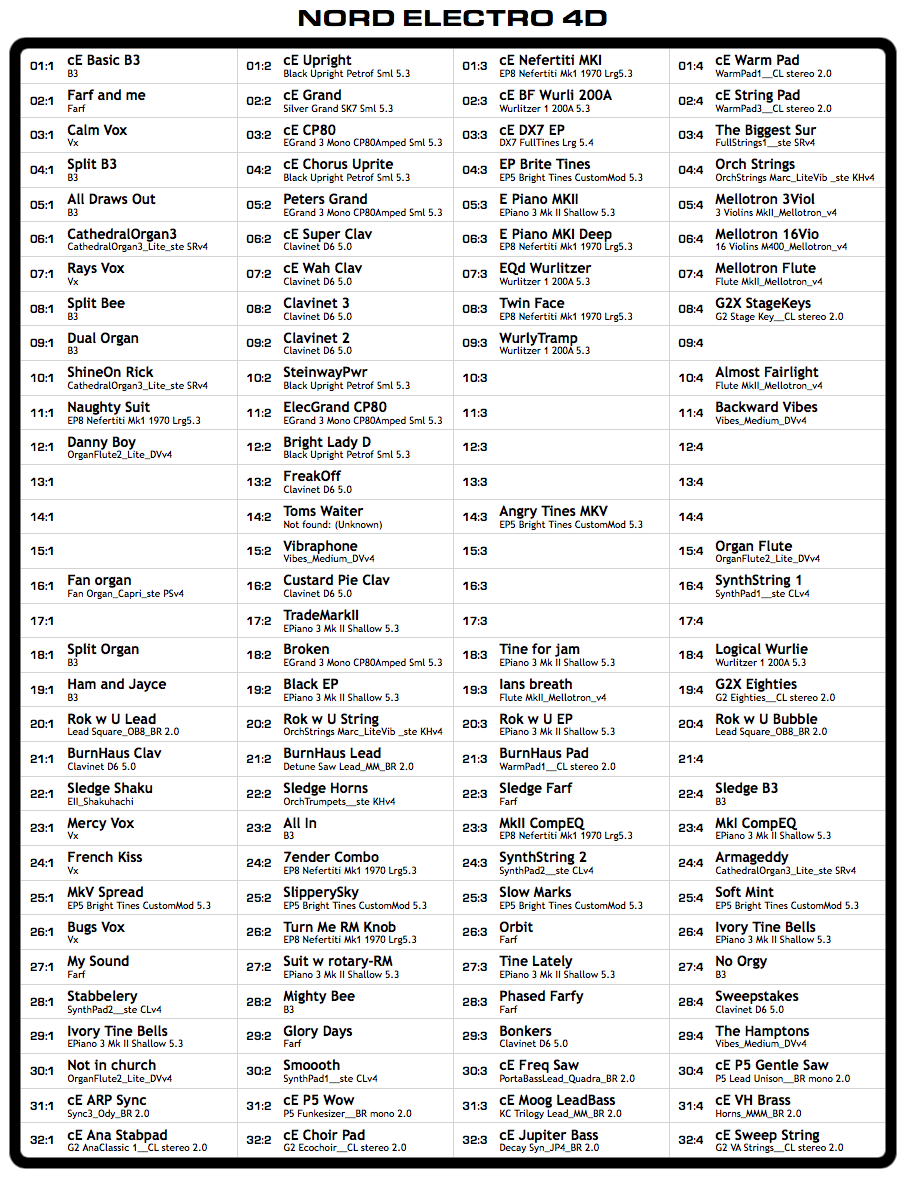 NORD ELECTRO 4D
01:1 cE Basic B3
B3
01:2 cE Upright
Black Upright Petrof Sml 5.3
01:3 cE Nefertiti MKI
EP8 Nefertiti Mk1 1970 Lrg5.3
01:4 cE Warm Pad
WarmPad1__CL stereo 2.0
02:1 Farf and me
Farf
02:2 cE Grand
Silver Grand SK7 Sml 5.3
02:3 cE BF Wurli 200A
Wurlitzer 1 200A 5.3
02:4 cE String Pad
WarmPad3__CL stereo 2.0
03:1 Calm Vox
Vx
03:2 cE CP80
EGrand 3 Mono CP80Amped Sml 5.3
03:3 cE DX7 EP
DX7 FullTines Lrg 5.4
03:4 The Biggest Sur
FullStrings1__ste SRv4
04:1 Split B3
B3
04:2 cE Chorus Uprite
Black Upright Petrof Sml 5.3
04:3 EP Brite Tines
EP5 Bright Tines CustomMod 5.3
04:4 Orch Strings
OrchStrings Marc_LiteVib _ste KHv4
05:1 All Draws Out
B3
05:2 Peters Grand
EGrand 3 Mono CP80Amped Sml 5.3
05:3 E Piano MKII
EPiano 3 Mk II Shallow 5.3
05:4 Mellotron 3Viol
3 Violins MkII_Mellotron_v4
06:1 CathedralOrgan3
CathedralOrgan3_Lite_ste SRv4
06:2 cE Super Clav
Clavinet D6 5.0
06:3 E Piano MKI Deep
EP8 Nefertiti Mk1 1970 Lrg5.3
06:4 Mellotron 16Vio
16 Violins M400_Mellotron_v4
07:1 Rays Vox
Vx
07:2 cE Wah Clav
Clavinet D6 5.0
07:3 EQd Wurlitzer
Wurlitzer 1 200A 5.3
07:4 Mellotron Flute
Flute MkII_Mellotron_v4
08:1 Split Bee
B3
08:2 Clavinet 3
Clavinet D6 5.0
08:3 Twin Face
EP8 Nefertiti Mk1 1970 Lrg5.3
08:4 G2X StageKeys
G2 Stage Key__CL stereo 2.0
09:1 Dual Organ
B3
09:2 Clavinet 2
Clavinet D6 5.0
09:3 WurlyTramp
Wurlitzer 1 200A 5.3
09:4
10:1 ShineOn Rick
CathedralOrgan3_Lite_ste SRv4
10:2 SteinwayPwr
Black Upright Petrof Sml 5.3
10:3
10:4 Almost Fairlight
Flute MkII_Mellotron_v4
11:1 Naughty Suit
EP8 Nefertiti Mk1 1970 Lrg5.3
11:2 ElecGrand CP80
EGrand 3 Mono CP80Amped Sml 5.3
11:3
11:4 Backward Vibes
Vibes_Medium_DVv4
12:1 Danny Boy
OrganFlute2_Lite_DVv4
12:2 Bright Lady D
Black Upright Petrof Sml 5.3
12:3
12:4
13:1
13:2 FreakOff
Clavinet D6 5.0
13:3
13:4
14:1
14:2 Toms Waiter
Not found: (Unknown)
14:3 Angry Tines MKV
EP5 Bright Tines CustomMod 5.3
14:4
15:1
15:2 Vibraphone
Vibes_Medium_DVv4
15:3
15:4 Organ Flute
OrganFlute2_Lite_DVv4
16:1 Fan organ
Fan Organ_Capri_ste PSv4
16:2 Custard Pie Clav
Clavinet D6 5.0
16:3
16:4 SynthString 1
SynthPad1__ste CLv4
17:1
17:2 TradeMarkII
EPiano 3 Mk II Shallow 5.3
17:3
17:4
18:1 Split Organ
B3
18:2 Broken
EGrand 3 Mono CP80Amped Sml 5.3
18:3 Tine for jam
EPiano 3 Mk II Shallow 5.3
18:4 Logical Wurlie
Wurlitzer 1 200A 5.3
19:1 Ham and Jayce
B3
19:2 Black EP
EPiano 3 Mk II Shallow 5.3
19:3 Ians breath
Flute MkII_Mellotron_v4
19:4 G2X Eighties
G2 Eighties__CL stereo 2.0
20:1 Rok w U Lead
Lead Square_OB8_BR 2.0
20:2 Rok w U String
OrchStrings Marc_LiteVib _ste KHv4
20:3 Rok w U EP
EPiano 3 Mk II Shallow 5.3
20:4 Rok w U Bubble
Lead Square_OB8_BR 2.0
21:1 BurnHaus Clav
Clavinet D6 5.0
21:2 BurnHaus Lead
Detune Saw Lead_MM_BR 2.0
21:3 BurnHaus Pad
WarmPad1__CL stereo 2.0
21:4
22:1 Sledge Shaku
EII_Shakuhachi
22:2 Sledge Horns
OrchTrumpets__ste KHv4
22:3 Sledge Farf
Farf
22:4 Sledge B3
B3
23:1 Mercy Vox
Vx
23:2 All In
B3
23:3 MkII CompEQ
EP8 Nefertiti Mk1 1970 Lrg5.3
23:4 MkI CompEQ
EPiano 3 Mk II Shallow 5.3
24:1 French Kiss
Vx
24:2 7ender Combo
EP8 Nefertiti Mk1 1970 Lrg5.3
24:3 SynthString 2
SynthPad2__ste CLv4
24:4 Armageddy
CathedralOrgan3_Lite_ste SRv4
25:1 MkV Spread
EP5 Bright Tines CustomMod 5.3
25:2 SlipperySky
EP5 Bright Tines CustomMod 5.3
25:3 Slow Marks
EP5 Bright Tines CustomMod 5.3
25:4 Soft Mint
EP5 Bright Tines CustomMod 5.3
26:1 Bugs Vox
Vx
26:2 Turn Me RM Knob
EP8 Nefertiti Mk1 1970 Lrg5.3
26:3 Orbit
Farf
26:4 Ivory Tine Bells
EPiano 3 Mk II Shallow 5.3
27:1 My Sound
Farf
27:2 Suit w rotary-RM
EPiano 3 Mk II Shallow 5.3
27:3 Tine Lately
EPiano 3 Mk II Shallow 5.3
27:4 No Orgy
B3
28:1 Stabbelery
SynthPad2__ste CLv4
28:2 Mighty Bee
B3
28:3 Phased Farfy
Farf
28:4 Sweepstakes
Clavinet D6 5.0
29:1 Ivory Tine Bells
EPiano 3 Mk II Shallow 5.3
29:2 Glory Days
Farf
29:3 Bonkers
Clavinet D6 5.0
29:4 The Hamptons
Vibes_Medium_DVv4
30:1 Not in church
OrganFlute2_Lite_DVv4
30:2 Smoooth
SynthPad1__ste CLv4
30:3 cE Freq Saw
PortaBassLead_Quadra_BR 2.0
30:4 cE P5 Gentle Saw
P5 Lead Unison__BR mono 2.0
31:1 cE ARP Sync
Sync3_Ody_BR 2.0
31:2 cE P5 Wow
P5 Funkesizer__BR mono 2.0
31:3 cE Moog LeadBass
KC Trilogy Lead_MM_BR 2.0
31:4 cE VH Brass
Horns_MMM_BR 2.0
32:1 cE Ana Stabpad
G2 AnaClassic 1__CL stereo 2.0
32:2 cE Choir Pad
G2 Ecochoir__CL stereo 2.0
32:3 cE Jupiter Bass
Decay Syn_JP4_BR 2.0
32:4 cE Sweep String
G2 VA Strings__CL stereo 2.0